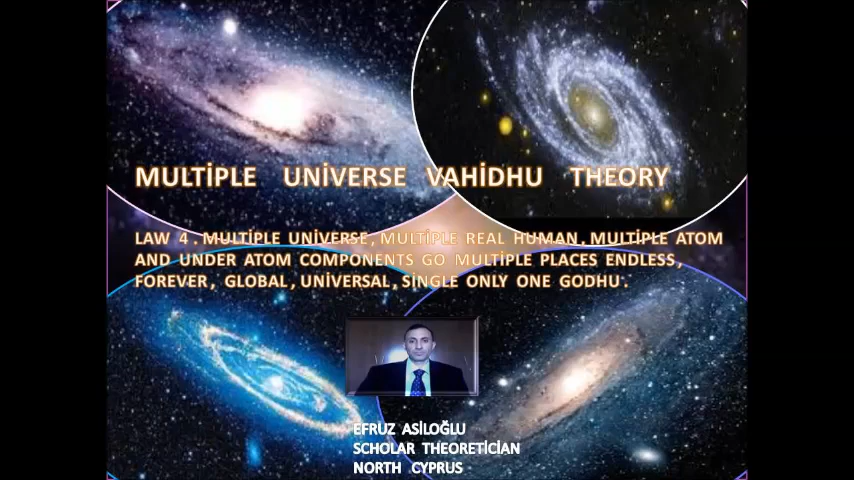 MULTİPLE UNİVERSE VAHİDHU THEORY
LAW 4 . MULTİPLE UNİVERSE , MULTİPLE REAL HUMAN , MULTİPLE ATOM
AND UNDER ATOM COMPONENTS GO MULTİPLE PLACES ENDLESS ,
FOREVER , GLOBAL , UNİVERSAL , SİNGLE ONLY ONE GODHU .
EFRUZ ASİLOĞLU
SCHOLAR THEORETİCİAN
NORTH CYPRUS